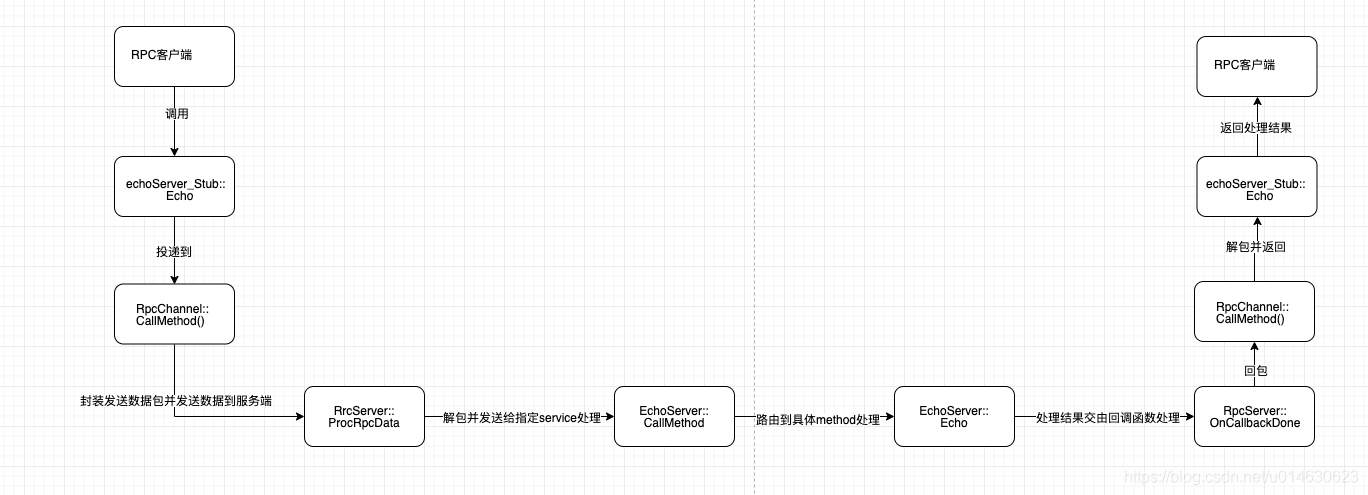 RPC客户端
调用
echoServer_Stub::
Echo
投递到
RpcChannel::
CallMethod()
封装发送数据包并发送数据到服务端
RrcServer::
ProcRpcData
解包并发送给指定service处理
EchoServer::
CallMethod
路由到具体method处理
EchoServer::
Echo
处理结果交由回调函数处理
RpcServer::
OnCallbackDone
回包
RpcChannel::
CallMethod()
解包并返回
echoServer_Stub::
Echo
返回处理结果
RPC客户端
https://blog.csdn.net/u014630623